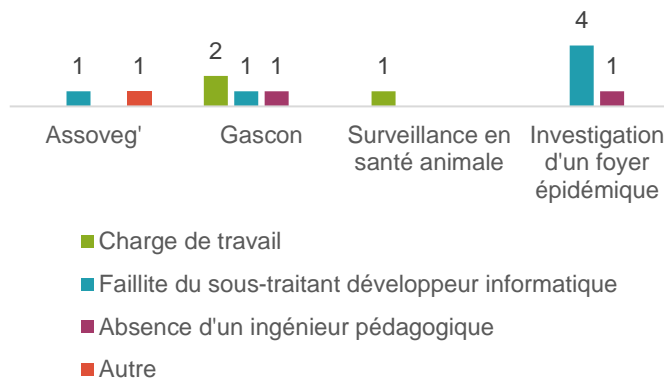 4
2
1 1 1 1 1 1
Assoveg' Gascon Surveillance en santé animale Investigation d'un foyer épidémique
Charge de travail
Faillite du sous-traitant développeur informatique
Absence d'un ingénieur pédagogique
Autre